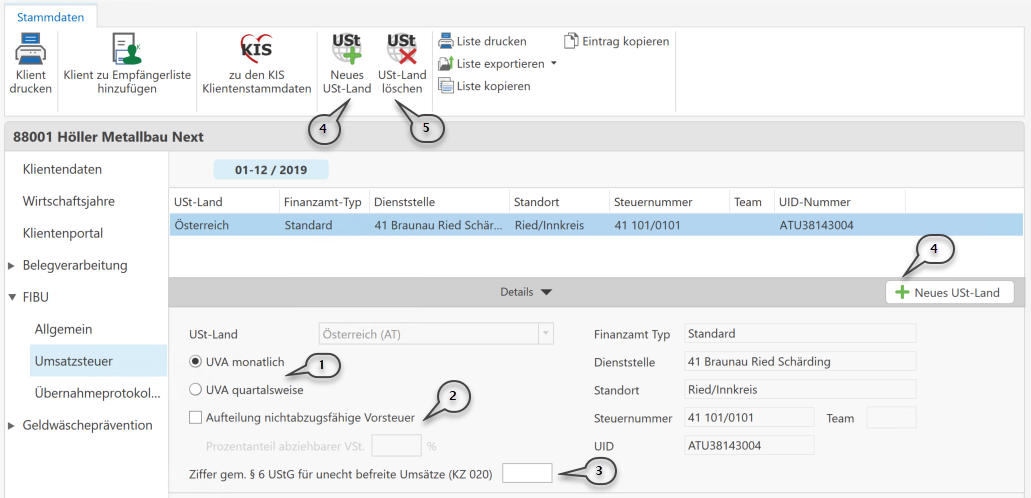 Stammdaten
Klient drucken
Klient zu Empfängerliste hinzufügen
KIS
zu den KIS Klientenstammdaten
USt
Neues USt-Land
USt
USt-Land löschen
Liste drucken
Liste exportieren
Liste kopieren
Eintrag kopieren
4
5
88001 Höller Metallbau Next
Klientendaten
Wirtschaftsjahre
Klientenportal
Belegverarbeitung
FIBU
Allgemein
Umsatzsteuer
Übernahmeprotokol...
Geldwäscheprävention
01-12 / 2019
USt-Land Finanzamt-Typ Dienststelle Standort Steuernummer Team UID-Nummer
Österreich Standard 41 Braunau Ried Schär... Ried/Innkreis 41 101/0101 ATU38143004
4
Details
Neues USt-Land
USt-Land Österreich (AT)
UVA monatlich
1
UVA quartalsweise
2
Aufteilung nichtabzugsfähige Vorsteuer
Prozentanteil abziehbarer VSt. %
Ziffer gem. § 6 UStG für unecht befreite Umsätze (KZ 020)
3
Finanzamt Typ Standard
Dienststelle 41 Braunau Ried Schärding
Standort Ried/Innkreis
Steuernummer 41 101/0101 Team
UID ATU38143004